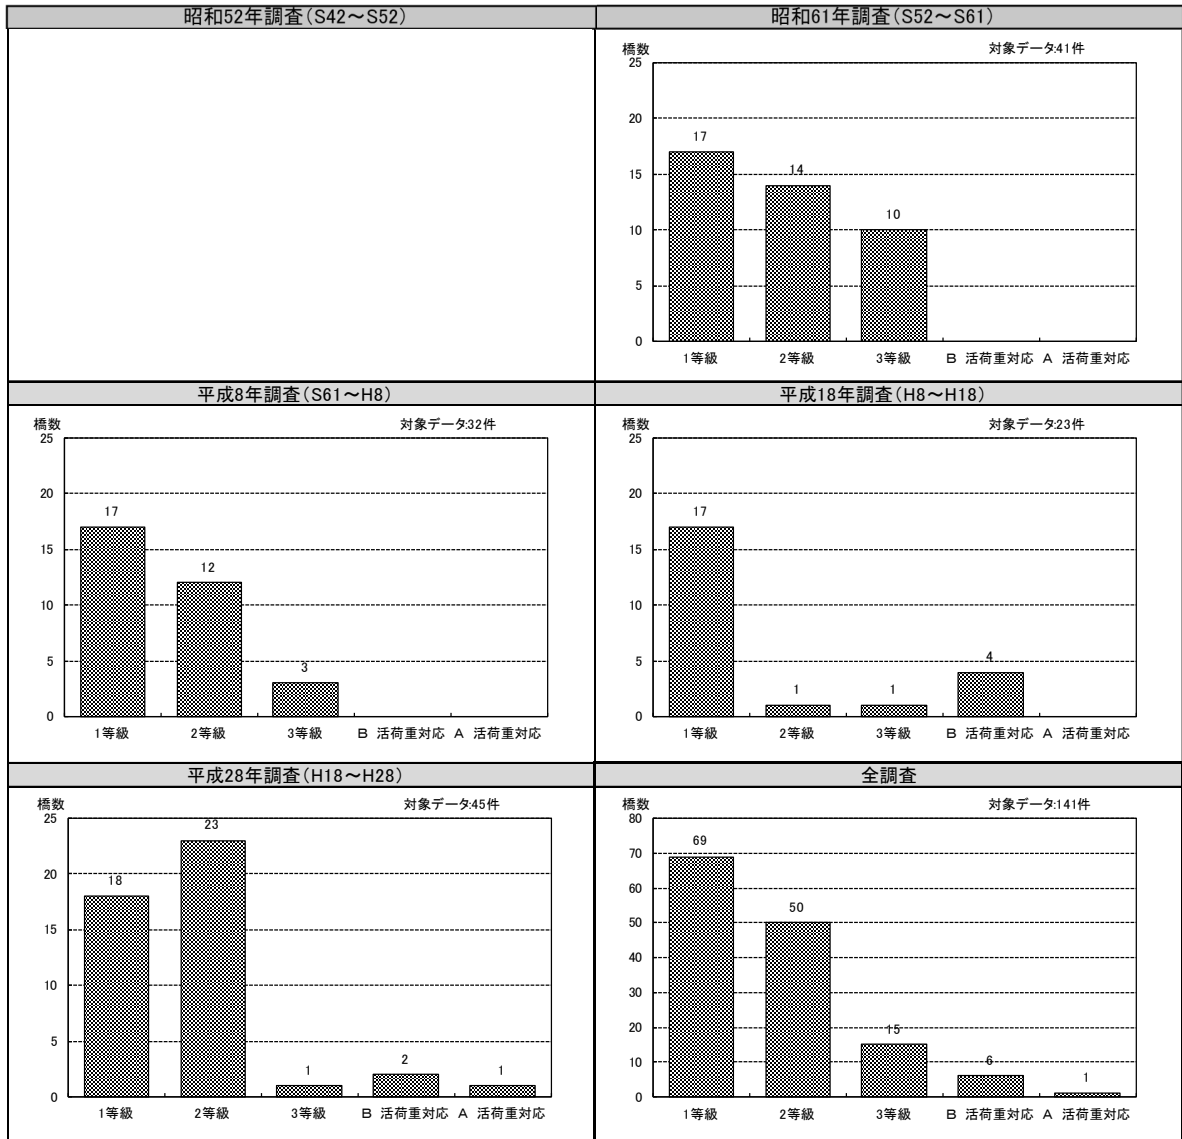 昭和52年調査(S42～S52)
昭和61年調査(S52～S61)
橋数
対象データ:41件
25
20
15
10
5
0
17
14
10
1等級
2等級
3等級
B 活荷重対応
A 活荷重対応
平成8年調査(S61～H8)
橋数
対象データ:32件
25
20
15
10
5
0
17
12
3
1等級
2等級
3等級
B 活荷重対応
A 活荷重対応
平成18年調査(H8～H18)
橋数
対象データ:23件
25
20
15
10
5
0
17
1
1
4
1等級
2等級
3等級
B 活荷重対応
A 活荷重対応
平成28年調査(H18～H28)
橋数
対象データ:45件
25
20
15
10
5
0
18
23
1
2
1
1等級
2等級
3等級
B 活荷重対応
A 活荷重対応
全調査
橋数
対象データ:141件
80
70
60
50
40
30
20
10
0
69
50
15
6
1
1等級
2等級
3等級
B 活荷重対応
A 活荷重対応